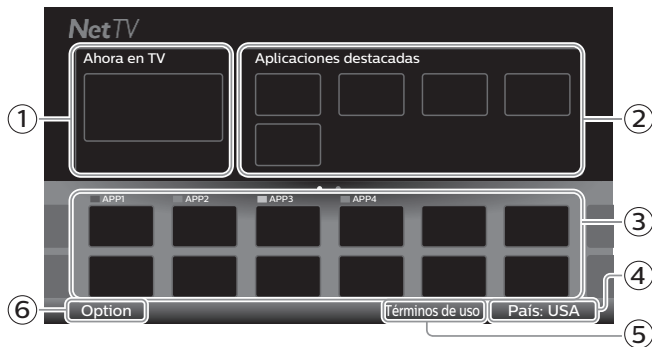 NetTV
Ahora en TV
Aplicaciones destacadas
1
2
APP1 APP2 APP3 APP4
3
4
6
Option
Términos de uso
País: USA
5